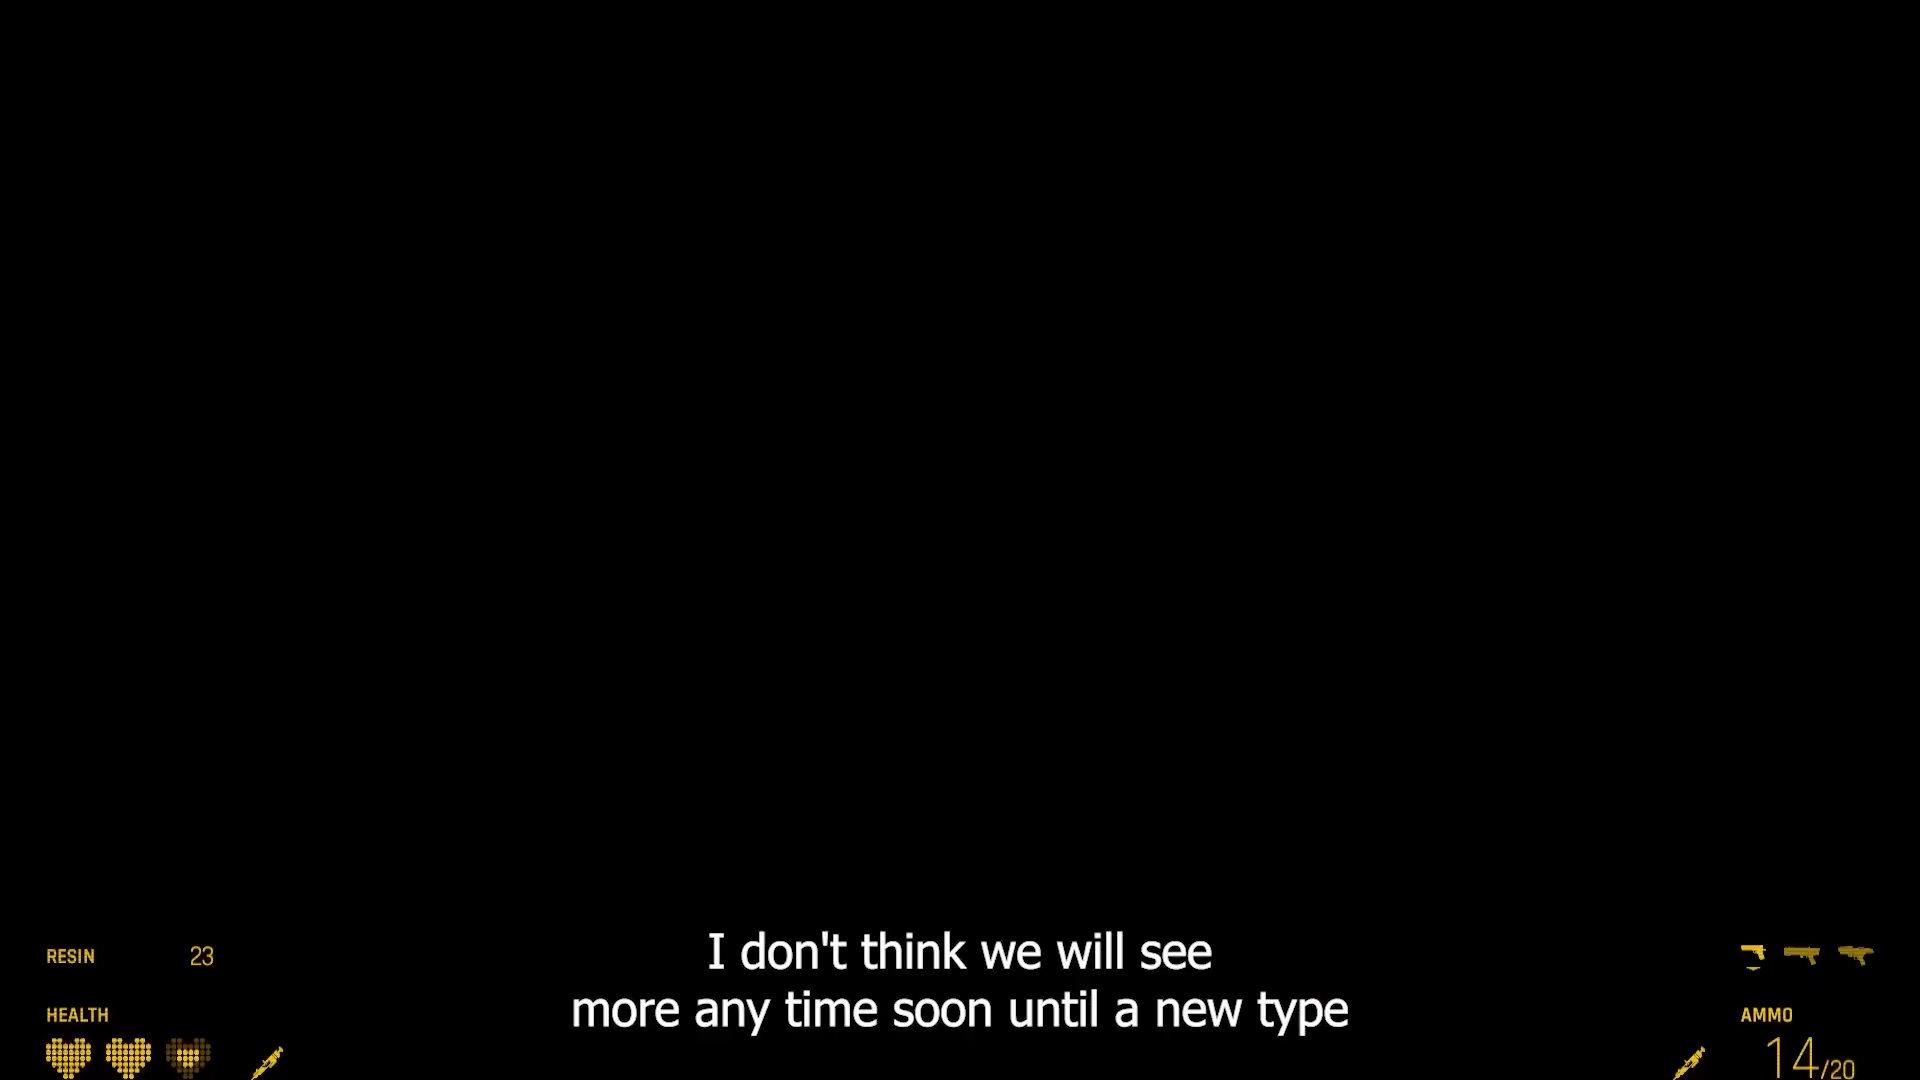 I don't think we will see
more any time soon until a new type
RESIN 23
HEALTH
AMMO
14/20